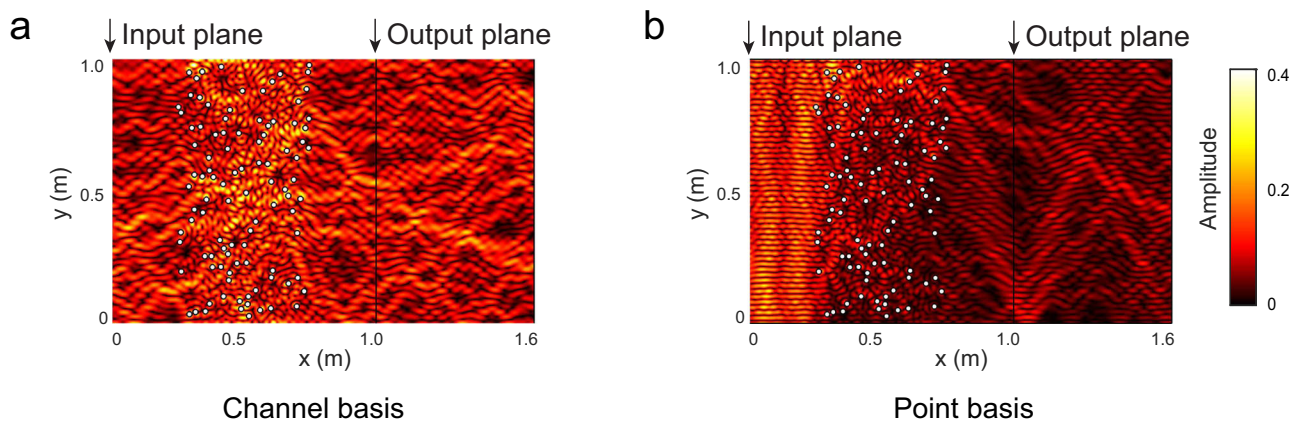 a
Input plane
Output plane
1.0
0.5
0
y (m)
0
0.5
1.0
1.6
x (m)
Channel basis
b
Input plane
Output plane
1.0
0.5
0
y (m)
0
0.5
1.0
1.6
x (m)
Point basis
0.4
0.2
0
Amplitude